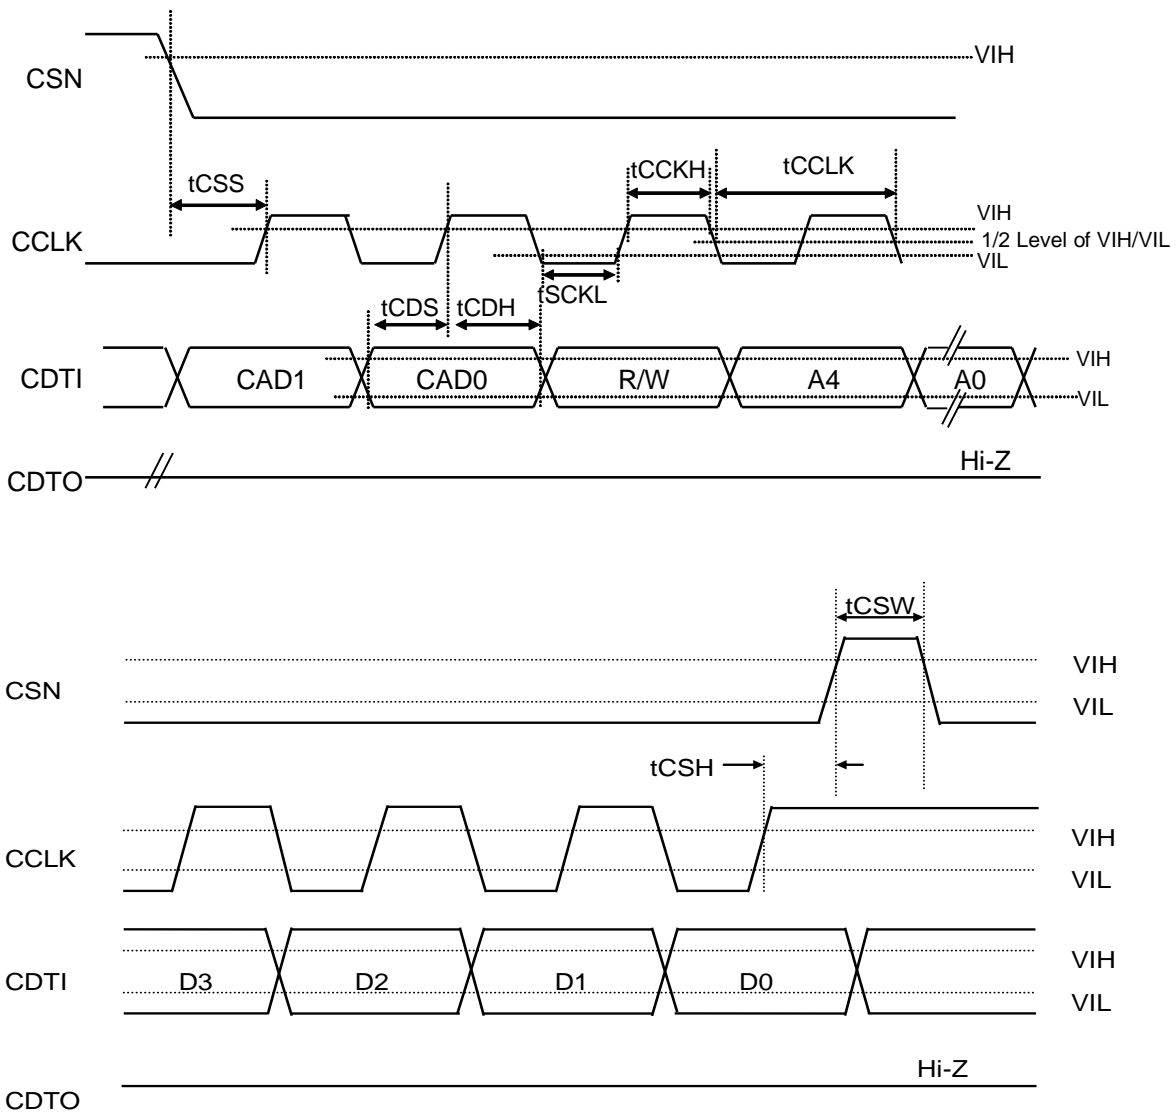 VIH
CSN
tCSS
tCCKH
tCCLK
VIH
CCLK
1/2 Level of VIH/VIL
VIL
tSCKL
tCDS
tCDH
CDTI
CAD1
CAD0
R/W
A4
A0
VIH
VIL
CDTO
Hi-Z
tCSW
CSN
VIH
VIL
tCSH
CCLK
VIH
VIL
CDTI
D3
D2
D1
D0
VIH
VIL
Hi-Z
CDTO